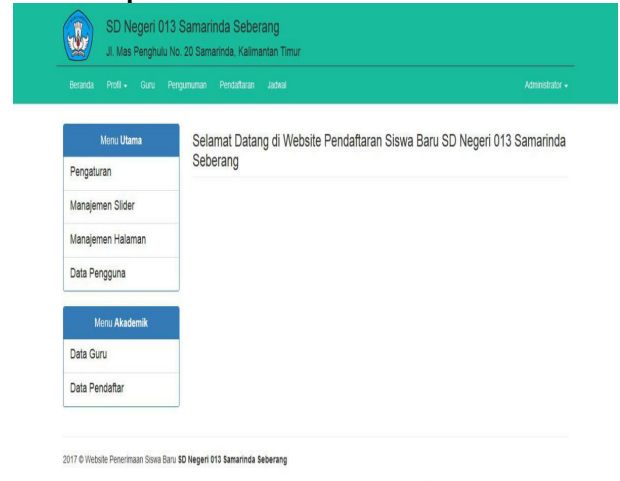 SD Negeri 013 Samarinda Seberang
Jl. Mas Penghulu No. 20 Samarinda, Kalimantan Timur
Beranda Profil Guru Pengumuman Pendaftaran Jadwal Administrator
Menu Utama
Pengaturan
Manajemen Slider
Manajemen Halaman
Data Pengguna
Menu Akademik
Data Guru
Data Pendaftar
Selamat Datang di Website Pendaftaran Siswa Baru SD Negeri 013 Samarinda
Seberang
2017 © Website Penerimaan Siswa Baru SD Negeri 013 Samarinda Seberang